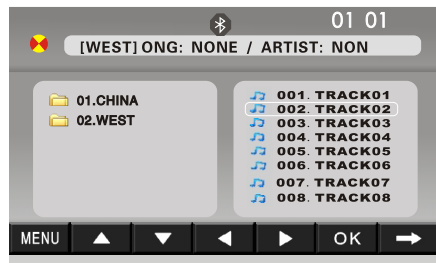 01 01
[WEST] ONG: NONE / ARTIST: NON
01.CHINA
02.WEST
001. TRACK01
002. TRACK02
003. TRACK03
004. TRACK04
005. TRACK05
006. TRACK06
007. TRACK07
008. TRACK08
MENU OK